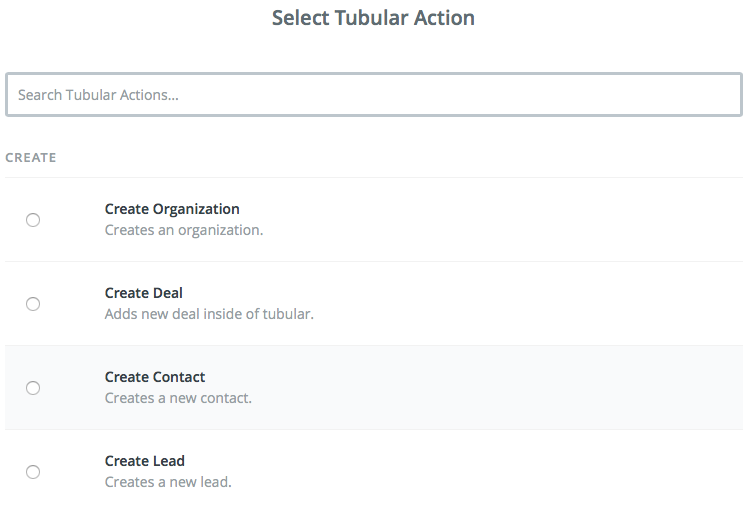 Select Tubular Action
Search Tubular Actions...
CREATE
Create Organization
Creates an organization.
Create Deal
Adds new deal inside of tubular.
Create Contact
Creates a new contact.
Create Lead
Creates a new lead.